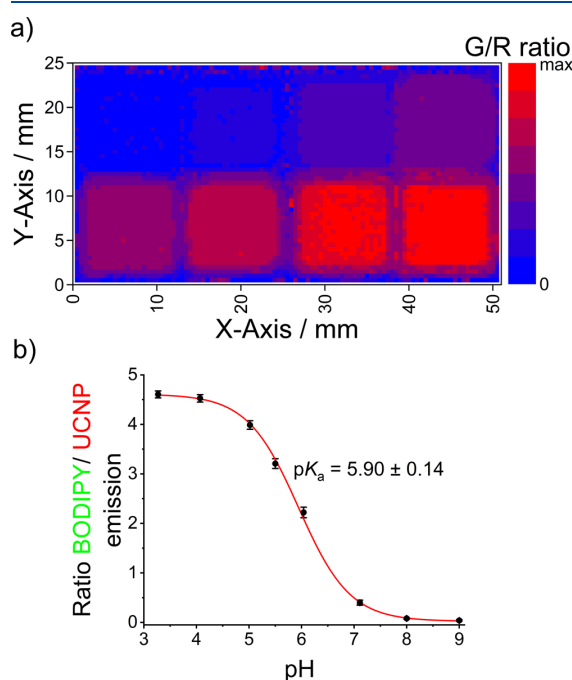 a)
G/R ratio
max
0
25
20
15
10
5
0
Y-Axis / mm
0 10 20 30 40 50
X-Axis / mm
b)
5
4
3
2
1
0
Ratio BODIPY/ UCNP
emission
pKa = 5.90 ± 0.14
3 4 5 6 7 8 9
pH